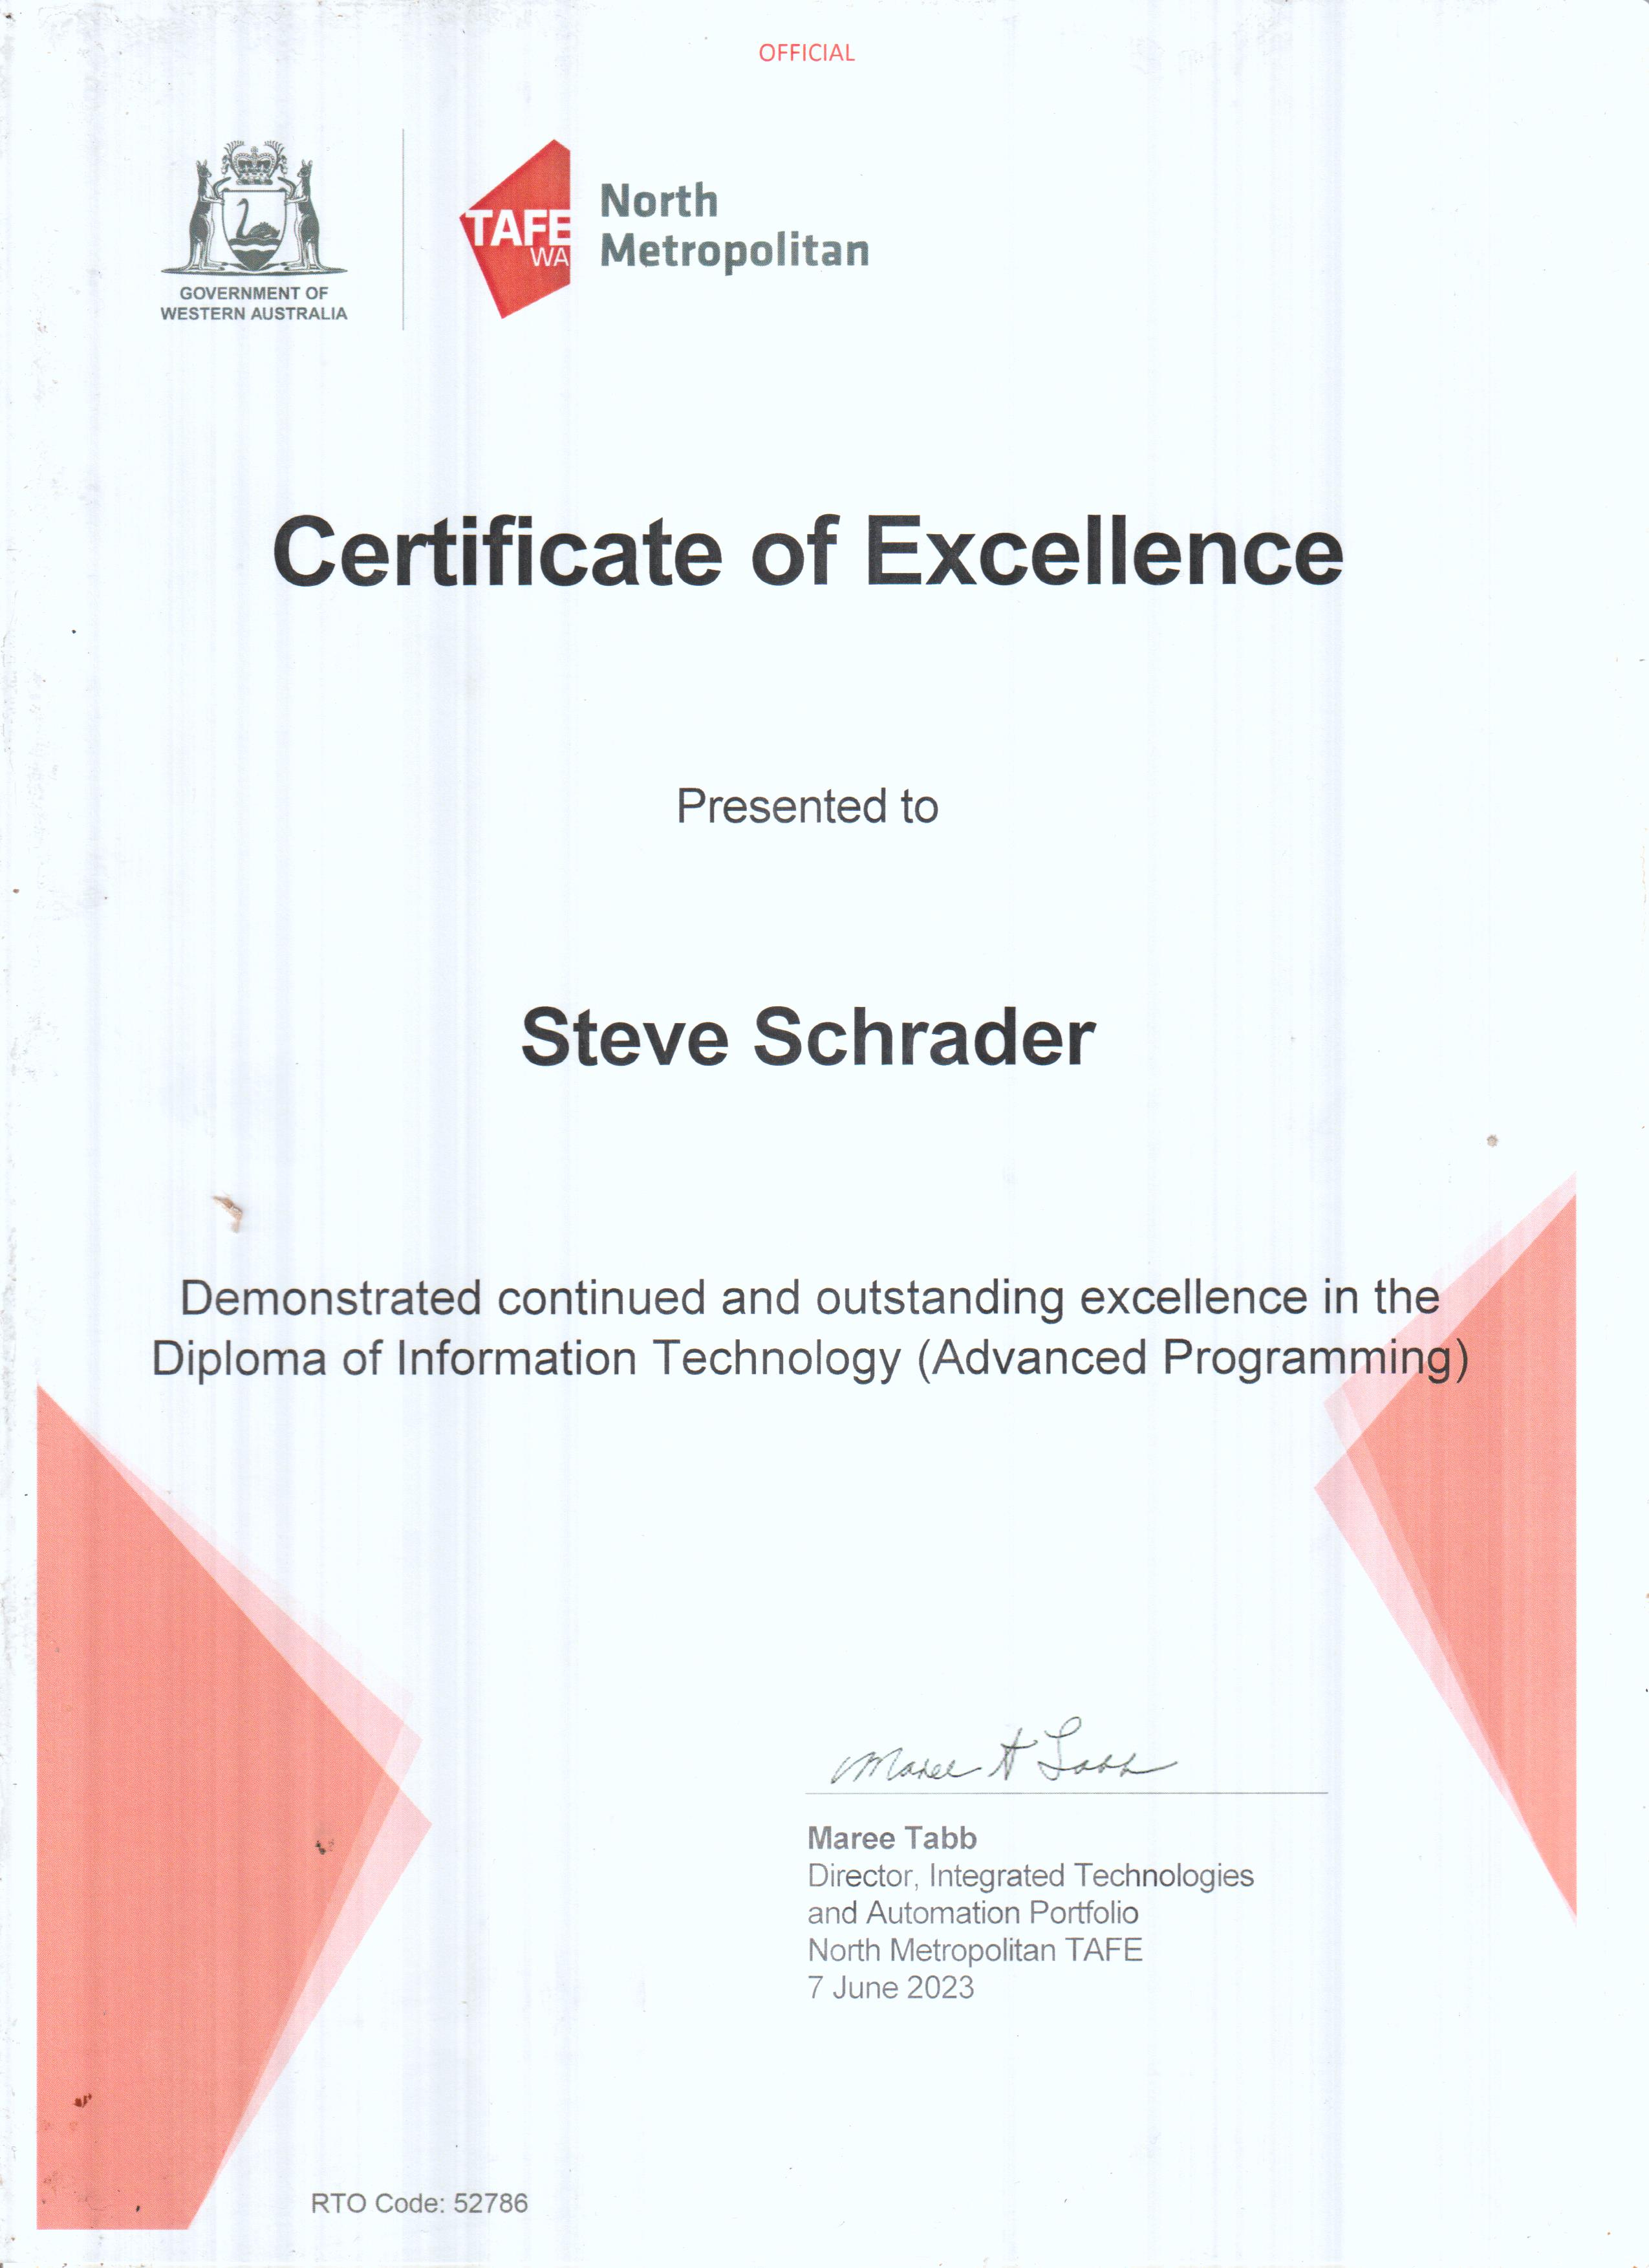 OFFICIAL
GOVERNMENT OF
WESTERN AUSTRALIA
TAFE
WA
North
Metropolitan
Certificate of Excellence
Presented to
Steve Schrader
Demonstrated continued and outstanding excellence in the
Diploma of Information Technology (Advanced Programming)
Maree A Tabb
Maree Tabb
Director, Integrated Technologies
and Automation Portfolio
North Metropolitan TAFE
7 June 2023
RTO Code: 52786